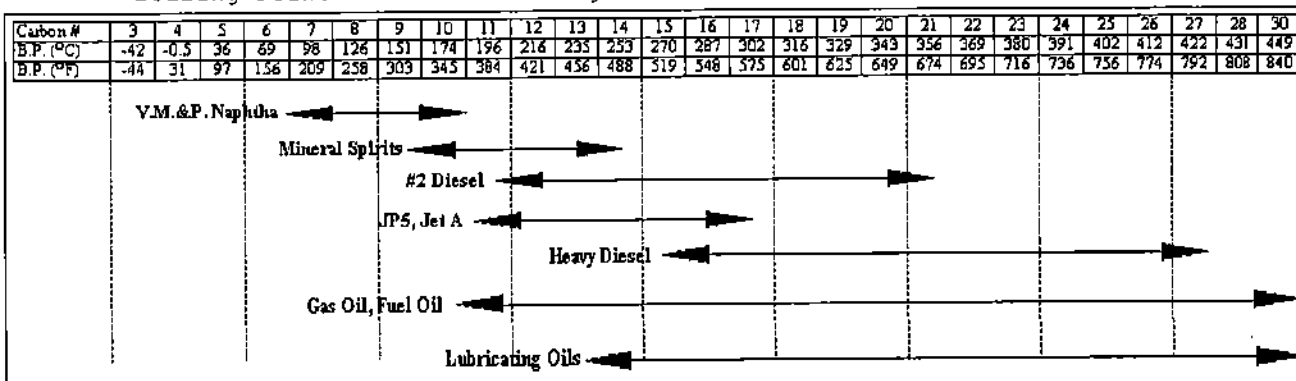 Carbon # 3 4 5 6 7 8 9 10 11 12 13 14 15 16 17 18 19 20 21 22 23 24 25 26 27 28 30
B.P. (°C) -42 -0.5 36 69 98 126 151 174 196 216 235 253 270 287 302 316 329 343 356 369 380 391 402 412 422 431 449
B.P. (°F) -44 31 97 156 209 258 303 345 384 421 456 488 519 548 575 601 625 649 674 695 716 736 756 774 792 808 840
V.M.&P. Naphtha
Mineral Spirits
#2 Diesel
JP5, Jet A
Heavy Diesel
Gas Oil, Fuel Oil
Lubricating Oils